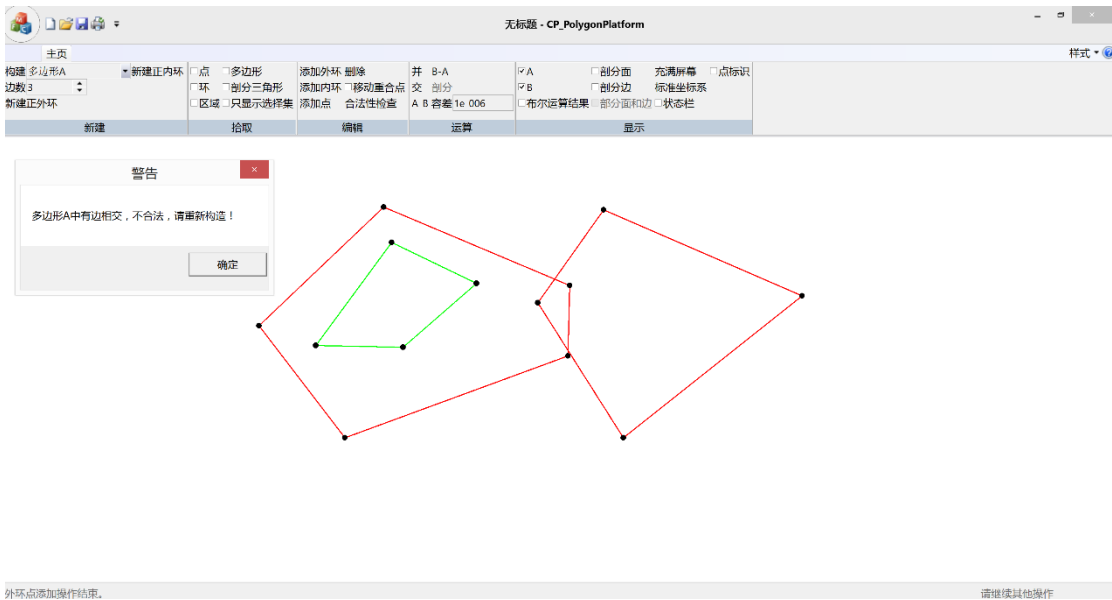 无标题 - CP_PolygonPlatform
主页
样式
构建 多边形A 新建正内环
边数 3
新建正外环
新建
点 多边形
环 剖分三角形
区域 只显示选择集
拾取
添加外环 删除
添加内环 移动重合点
添加点 合法性检查
编辑
并 B-A
交 剖分
A B 容差 1e 006
运算
A 剖分面 充满屏幕 点标识
B 剖分边 标准坐标系
布尔运算结果 部分面和边 状态栏
显示
警告
多边形A中有边相交，不合法，请重新构造！
确定
外环点添加操作结束。
请继续其他操作